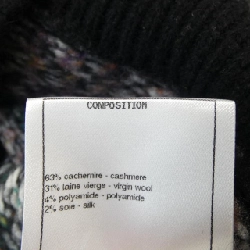 COMPOSITION
63% cachemire - cashmere
31% laine vierge - virgin wool
4% polyamide - polyamide
2% soie - silk